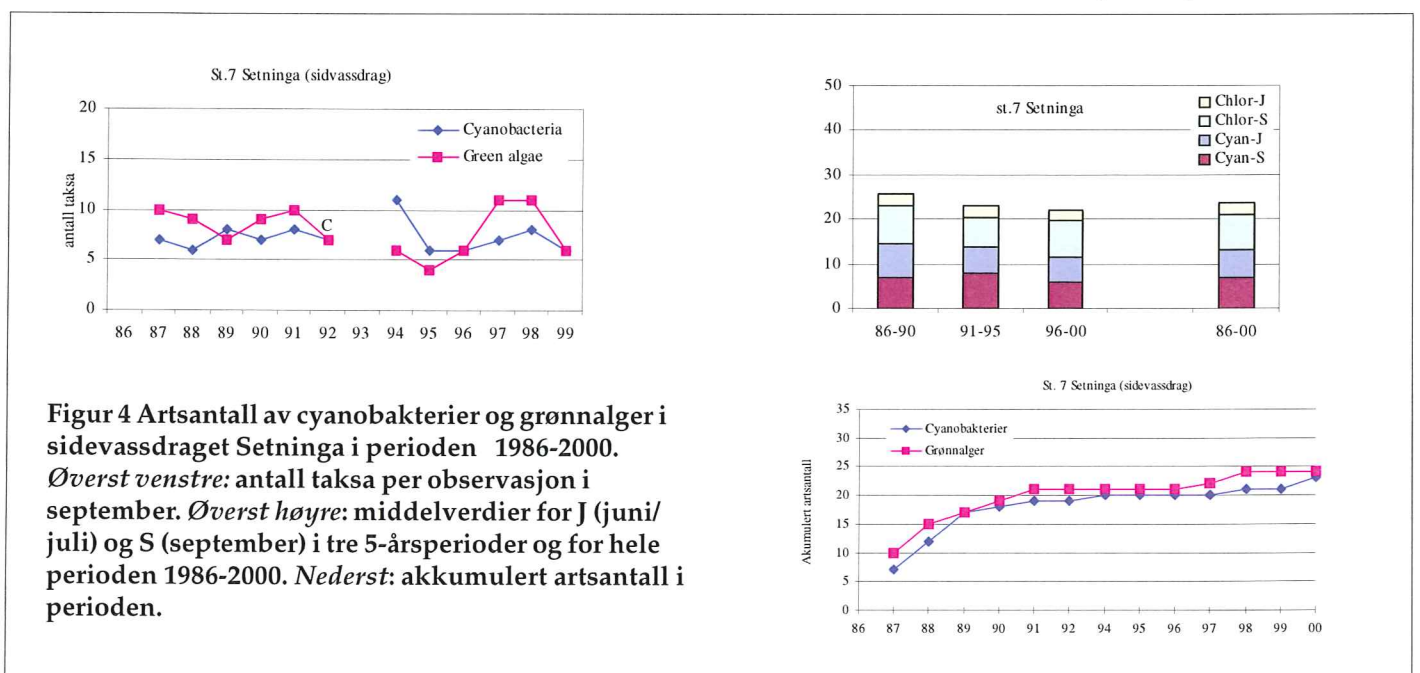 St.7 Setninga (sidvassdrag)
antall taksa
20
15
10
5
0
Cyanobacteria
Green algae
C
86 87 88 89 90 91 92 93 94 95 96 97 98 99
st.7 Setninga
50
40
30
20
10
0
Chlor-J
Chlor-S
Cyan-J
Cyan-S
86-90 91-95 96-00 86-00
Figur 4 Artsantall av cyanobakterier og grønnalger i
sidevassdraget Setninga i perioden 1986-2000.
Øverst venstre: antall taksa per observasjon i
september. Øverst høyre: middelverdier for J (juni/
juli) og S (september) i tre 5-årsperioder og for hele
perioden 1986-2000. Nederst: akkumulert artsantall i
perioden.
St. 7 Setninga (sidevassdrag)
Akumulert artsantall
35
30
25
20
15
10
5
0
Cyanobakterier
Grønnalger
86 87 88 89 90 91 92 94 95 96 97 98 99 00